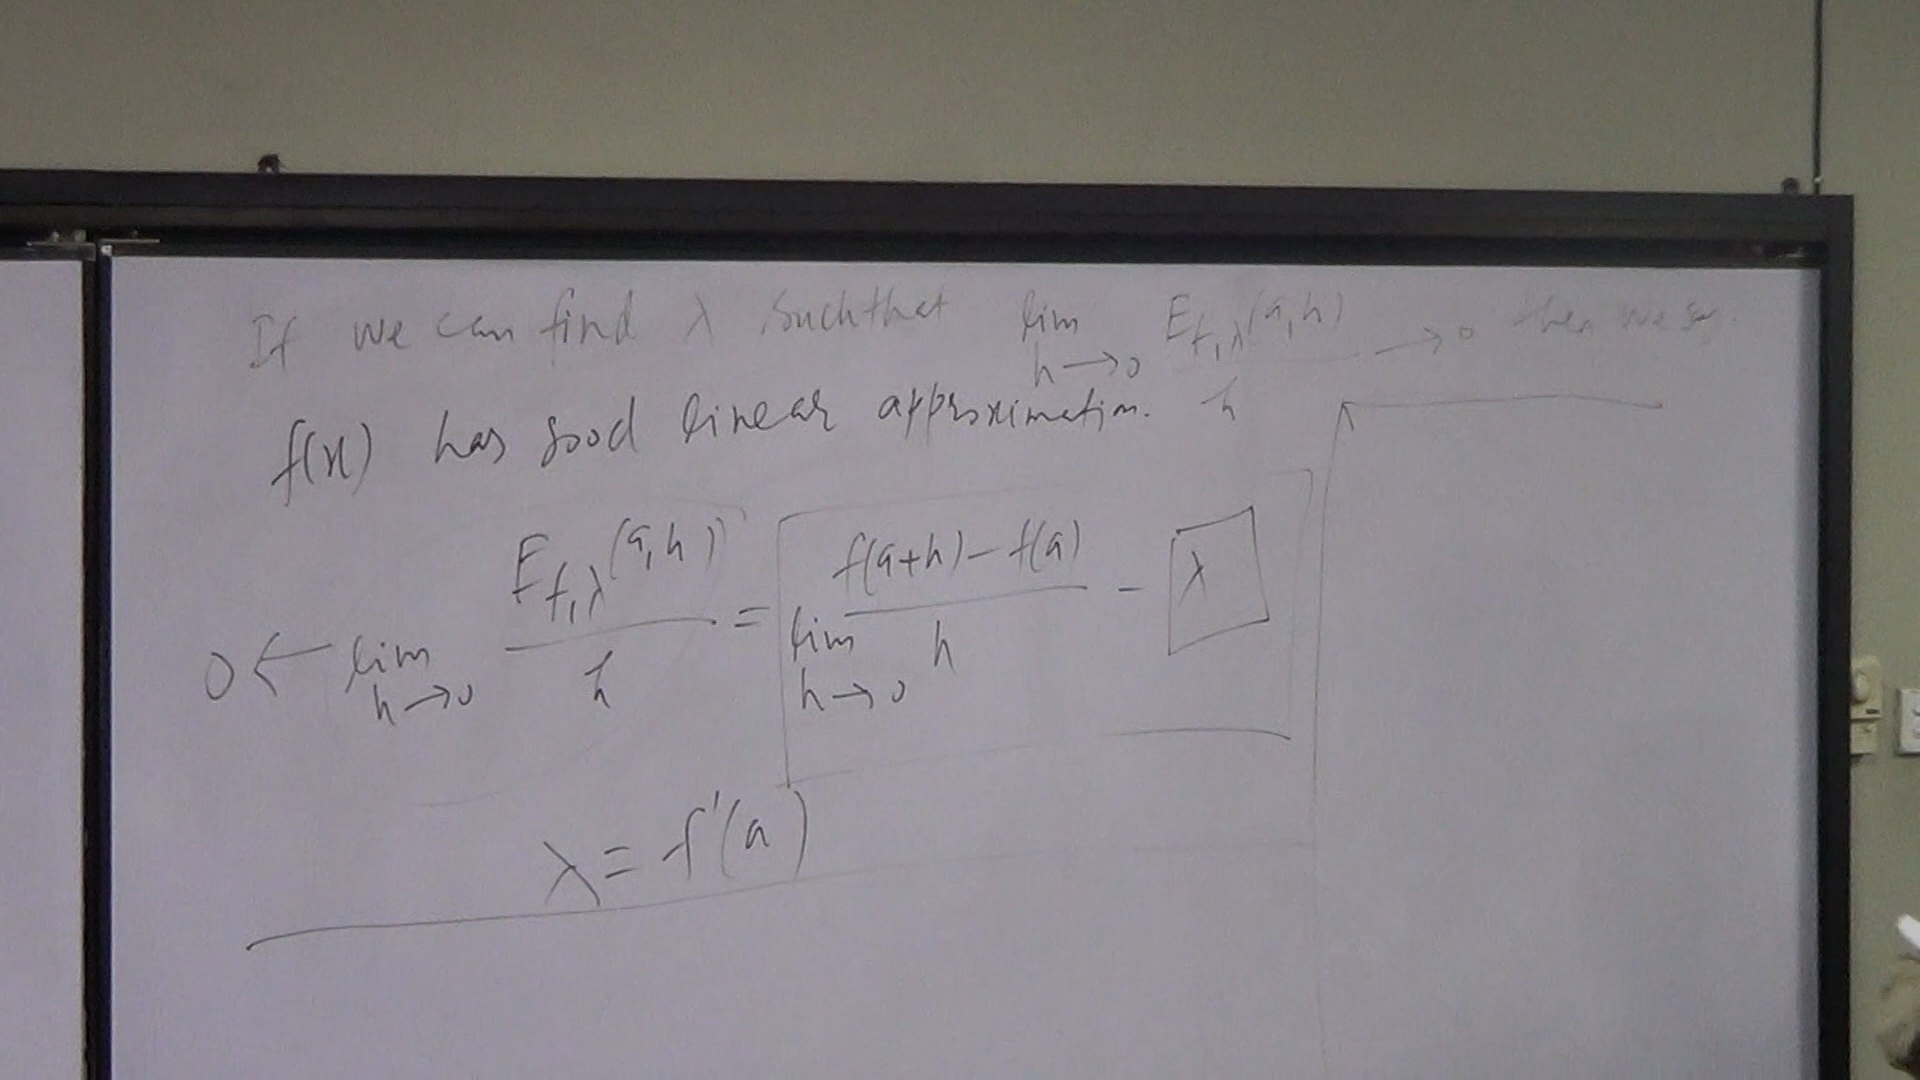 If we can find λ such that lim h→0 E_{f,λ}(a,h) / h → 0 then we say
f(x) has good linear approximation.
0 ← lim h→0 E_{f,λ}(a,h) / h = lim h→0 f(a+h) − f(a) / h − λ
λ = f'(a)